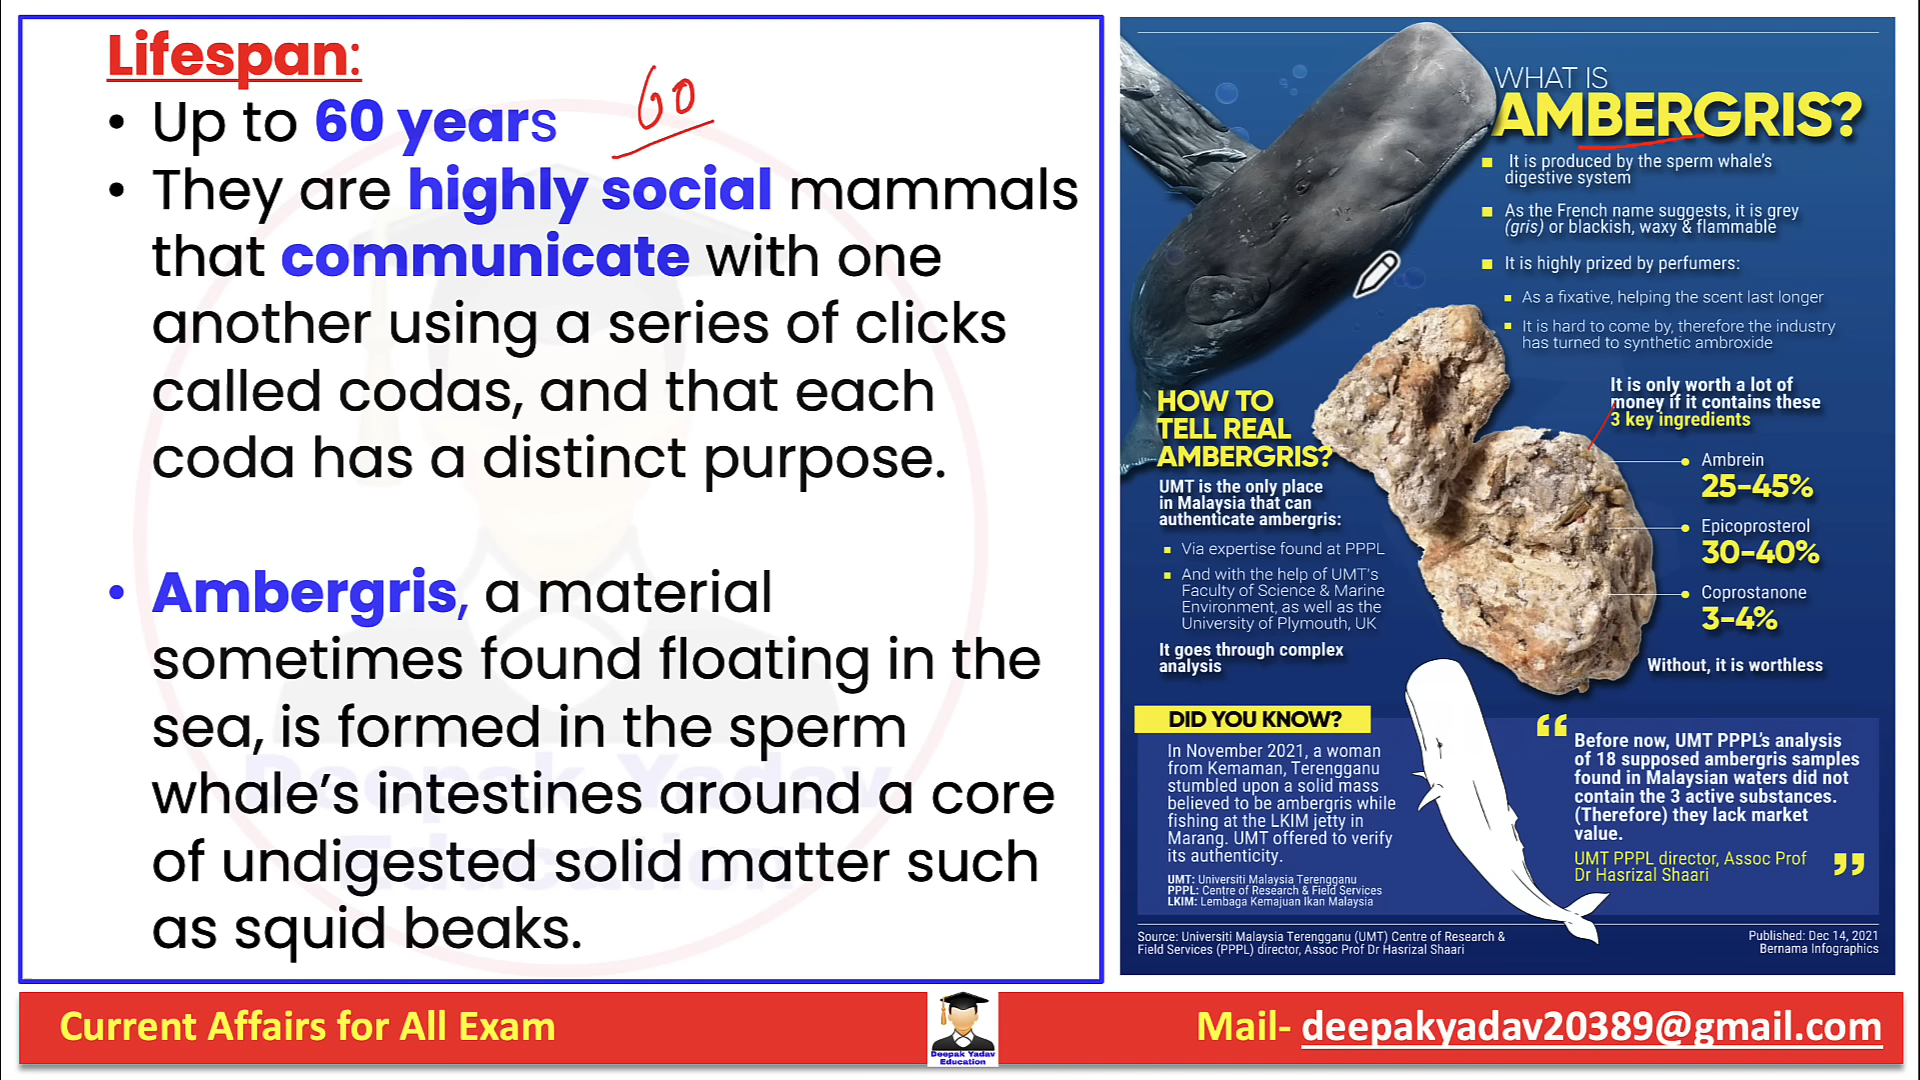 Lifespan:
• Up to 60 years
60
• They are highly social mammals
that communicate with one
another using a series of clicks
called codas, and that each
coda has a distinct purpose.
• Ambergris, a material
sometimes found floating in the
sea, is formed in the sperm
whale's intestines around a core
of undigested solid matter such
as squid beaks.
Deepak Yadav
Education
WHAT IS
AMBERGRIS?
It is produced by the sperm whale's
digestive system
As the French name suggests, it is grey
(gris) or blackish, waxy & flammable
It is highly prized by perfumers:
As a fixative, helping the scent last longer
It is hard to come by, therefore the industry
has turned to synthetic ambroxide
It is only worth a lot of
money if it contains these
3 key ingredients
Ambrein
25-45%
Epicoprosterol
30-40%
Coprostanone
3-4%
Without, it is worthless
HOW TO
TELL REAL
AMBERGRIS?
UMT is the only place
in Malaysia that can
authenticate ambergris:
Via expertise found at PPPL
And with the help of UMT's
Faculty of Science & Marine
Environment, as well as the
University of Plymouth, UK
It goes through complex
analysis
DID YOU KNOW?
In November 2021, a woman
from Kemaman, Terengganu
stumbled upon a solid mass
believed to be ambergris while
fishing at the LKIM jetty in
Marang. UMT offered to verify
its authenticity.
UMT: Universiti Malaysia Terengganu
PPPL: Centre of Research & Field Services
LKIM: Lembaga Kemajuan Ikan Malaysia
“
Before now, UMT PPPL's analysis
of 18 supposed ambergris samples
found in Malaysian waters did not
contain the 3 active substances.
(Therefore) they lack market
value.
UMT PPPL director, Assoc Prof
Dr Hasrizal Shaari
”
Source: Universiti Malaysia Terengganu (UMT) Centre of Research &
Field Services (PPPL) director, Assoc Prof Dr Hasrizal Shaari
Published: Dec 14, 2021
Bernama Infographics
Current Affairs for All Exam
Deepak Yadav
Education
Mail- deepakyadav20389@gmail.com